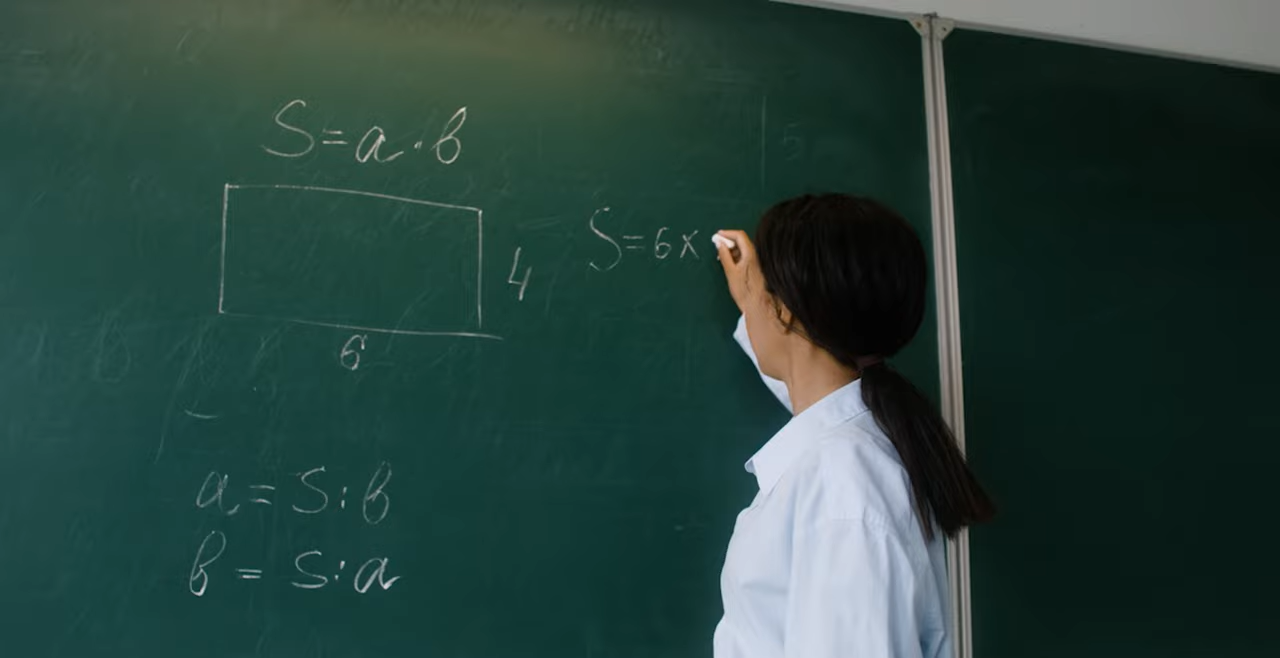 S=a·b
4
S=6x
6
a = S:b
b = S:a